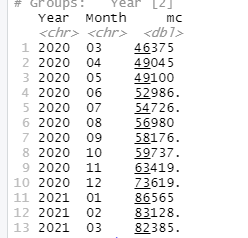 # Groups: Year [2]
Year Month mc
<chr> <chr> <dbl>
1 2020 03 46375
2 2020 04 49045
3 2020 05 49100
4 2020 06 52986.
5 2020 07 54726.
6 2020 08 56980
7 2020 09 58176.
8 2020 10 59737.
9 2020 11 63419.
10 2020 12 73619.
11 2021 01 86565
12 2021 02 83128.
13 2021 03 82385.